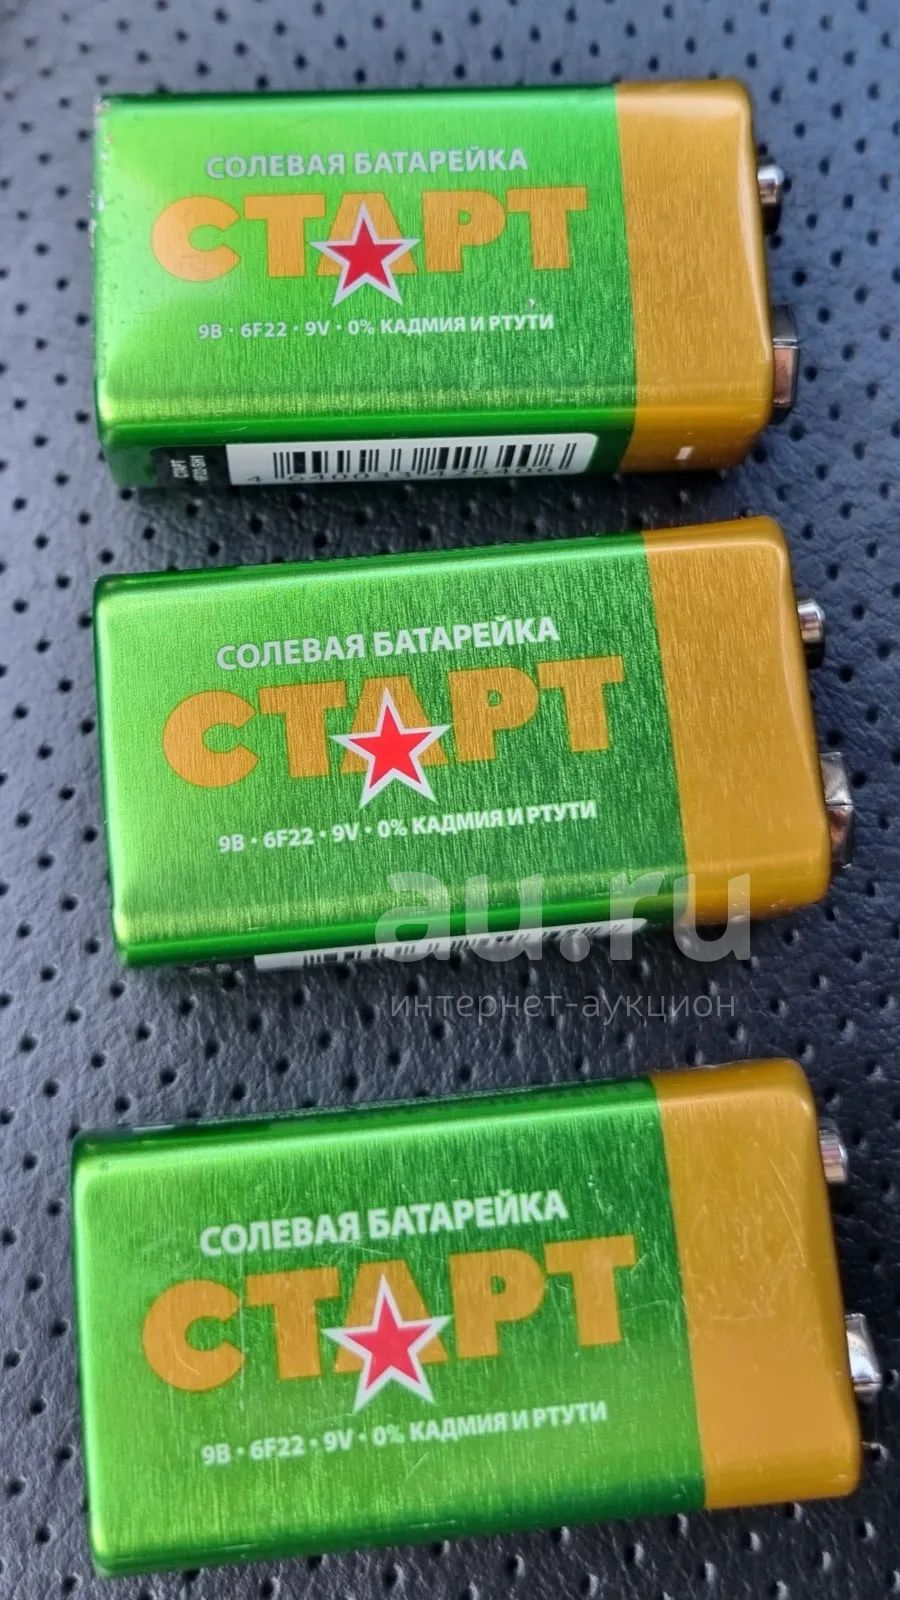 СОЛЕВАЯ БАТАРЕЙКА
СТАРТ
9В · 6F22 · 9V · 0% КАДМИЯ И РТУТИ
СТАРТ
СОЛЕВАЯ БАТАРЕЙКА
СТАРТ
9В · 6F22 · 9V · 0% КАДМИЯ И РТУТИ
au.ru
интернет-аукцион
СОЛЕВАЯ БАТАРЕЙКА
СТАРТ
9В · 6F22 · 9V · 0% КАДМИЯ И РТУТИ